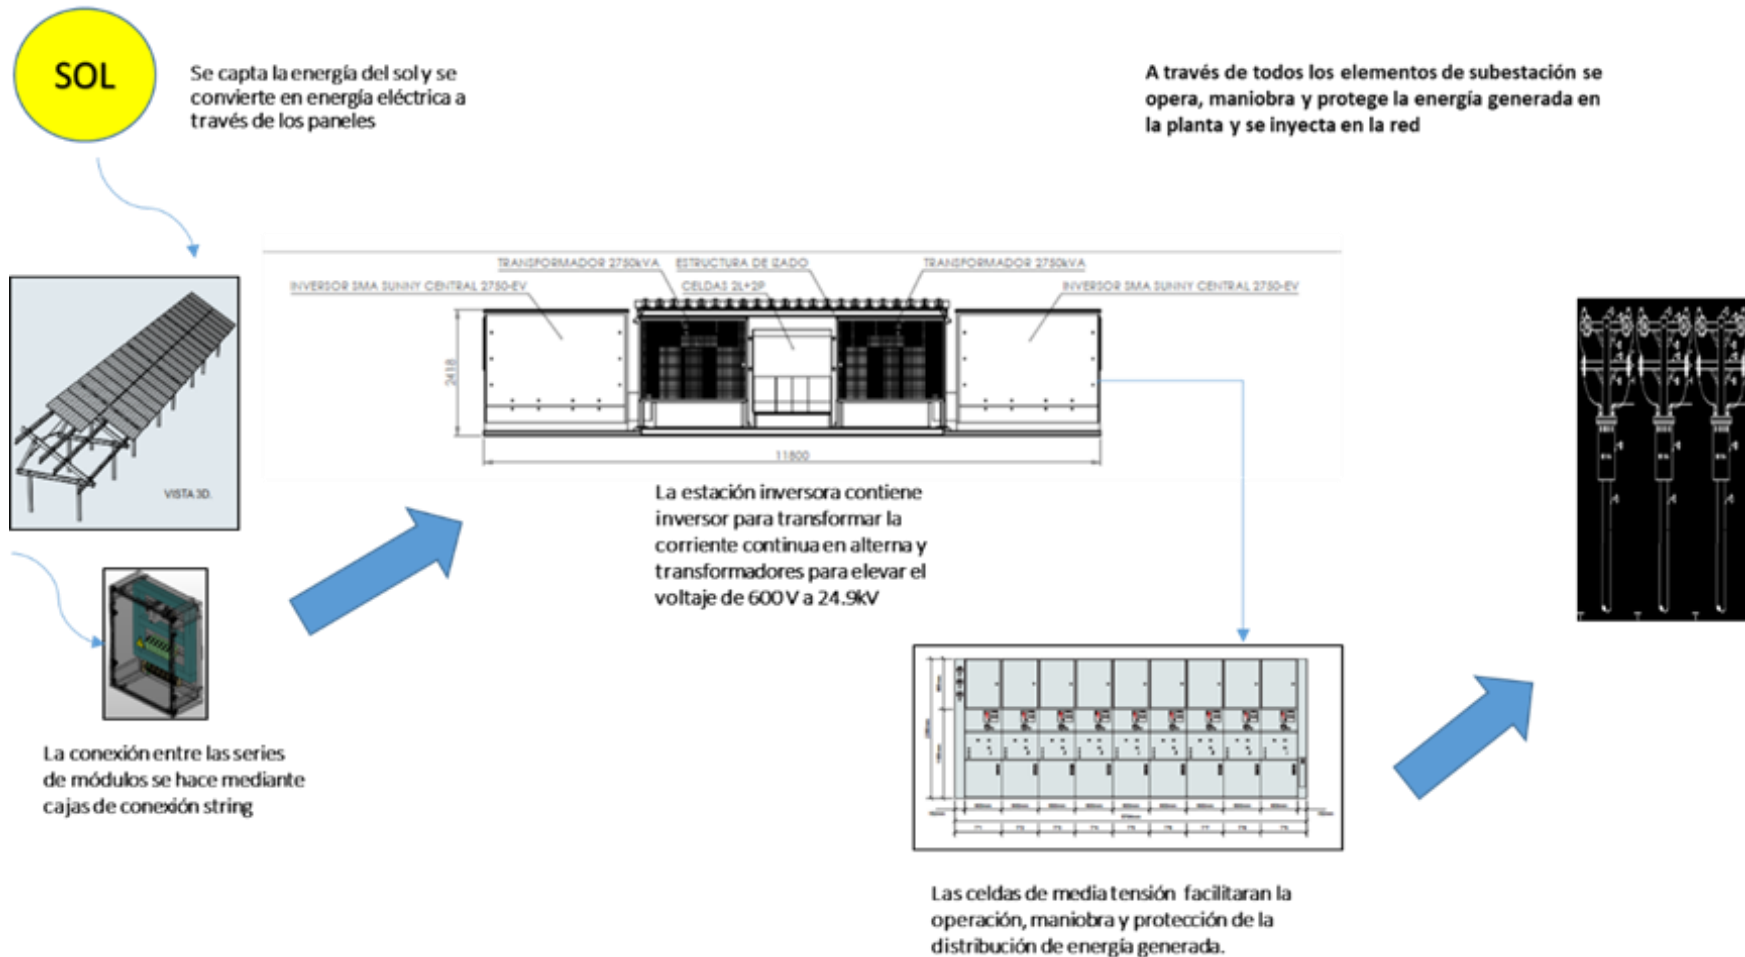 SOL
Se capta la energía del sol y se
convierte en energía eléctrica a
través de los paneles
A través de todos los elementos de subestación se
opera, maniobra y protege la energía generada en
la planta y se inyecta en la red
TRANSFORMADOR 2750kVA
ESTRUCTURA DE IZADO
TRANSFORMADOR 2750kVA
INVERSOR SMA SUNNY CENTRAL 2750-EV
CELDAS 2L+2P
INVERSOR SMA SUNNY CENTRAL 2750-EV
2418
11800
VISTA 3D.
La estación inversora contiene
inversor para transformar la
corriente continua en alterna y
transformadores para elevar el
voltaje de 600 V a 24.9kV
La conexión entre las series
de módulos se hace mediante
cajas de conexión string
Las celdas de media tensión facilitaran la
operación, maniobra y protección de la
distribución de energía generada.